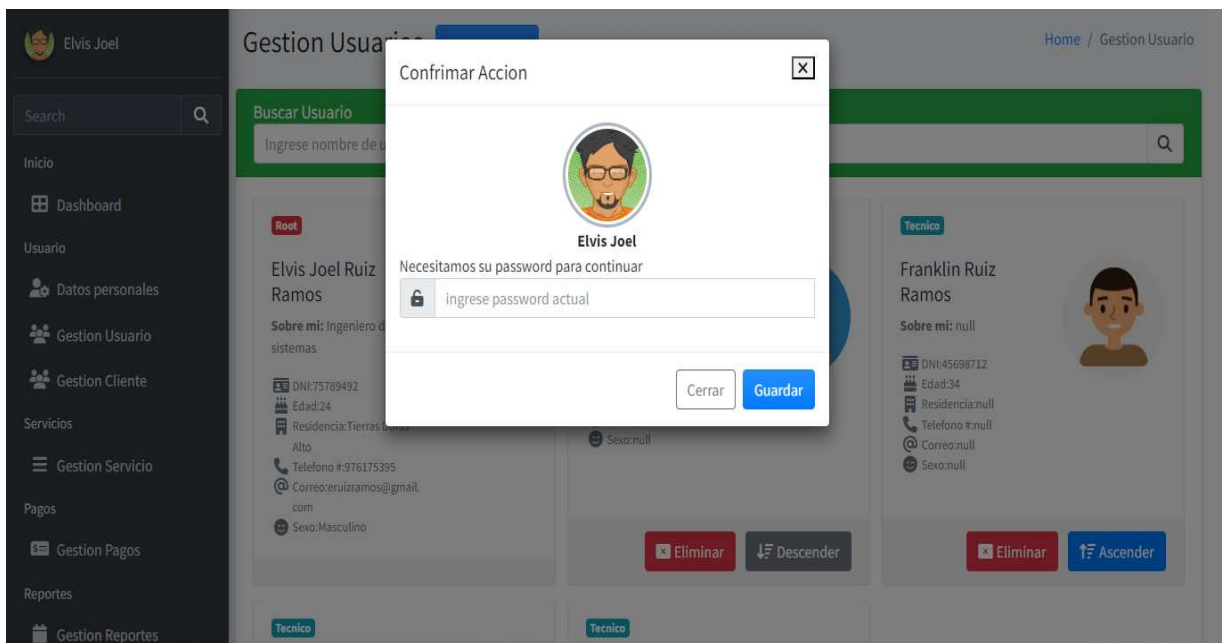 Elvis Joel
Search
Inicio
Dashboard
Usuario
Datos personales
Gestion Usuario
Gestion Cliente
Servicios
Gestion Servicio
Pagos
Gestion Pagos
Reportes
Gestion Reportes
Gestion
Home / Gestion Usuario
Buscar Usuario
Ingrese nombre de
Confrimar Accion
X
Elvis Joel
Necesitamos su password para continuar
ingrese password actual
Cerrar
Guardar
Root
Elvis Joel Ruiz
Ramos
Sobre mi: Ingeniero
sistemas
DNI:75789492
Edad:24
Residencia:Tierras
Alto
Telefono #:976175395
Correo:eruizramos@gmail.
com
Sexo:Masculino
Sexo:null
Eliminar
Descender
Tecnico
Franklin Ruiz
Ramos
Sobre mi: null
DNI:45698712
Edad:34
Residencia:null
Telefono #:null
Correo:null
Sexo:null
Eliminar
Ascender
Tecnico
Tecnico